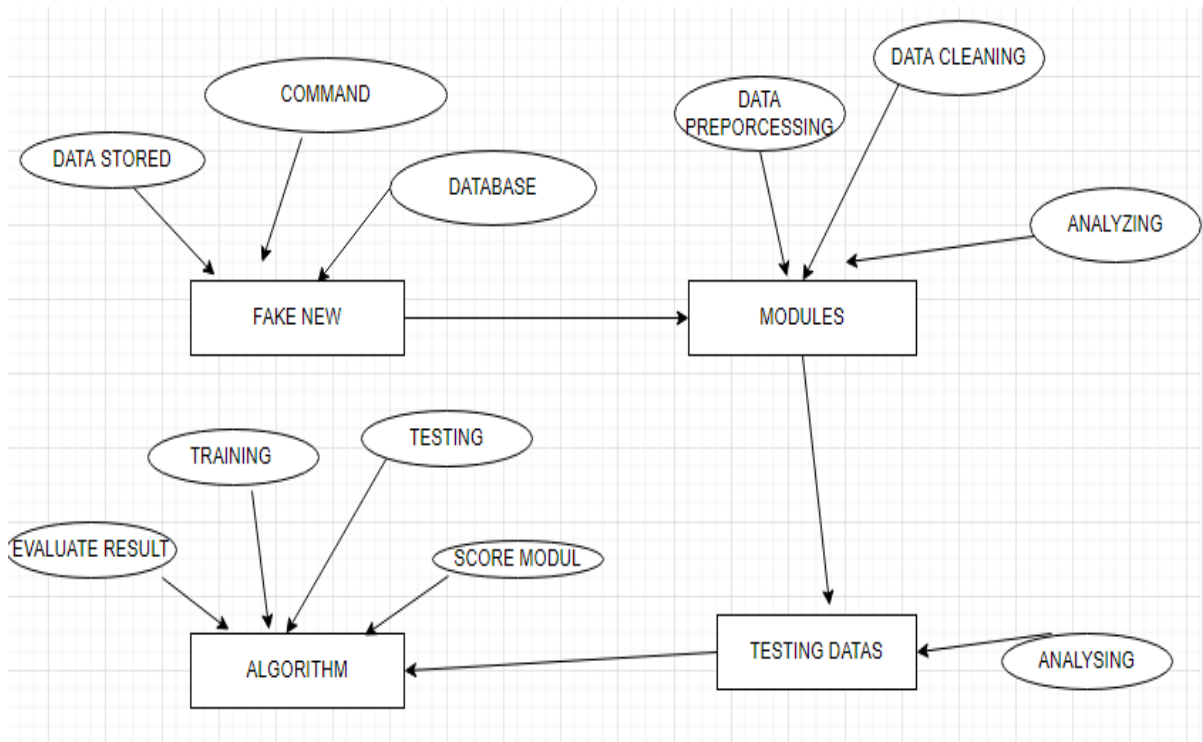 DATA CLEANING
COMMAND
DATA
PREPORCESSING
DATA STORED
DATABASE
ANALYZING
FAKE NEW
MODULES
TESTING
TRAINING
EVALUATE RESULT
SCORE MODUL
TESTING DATAS
ANALYSING
ALGORITHM